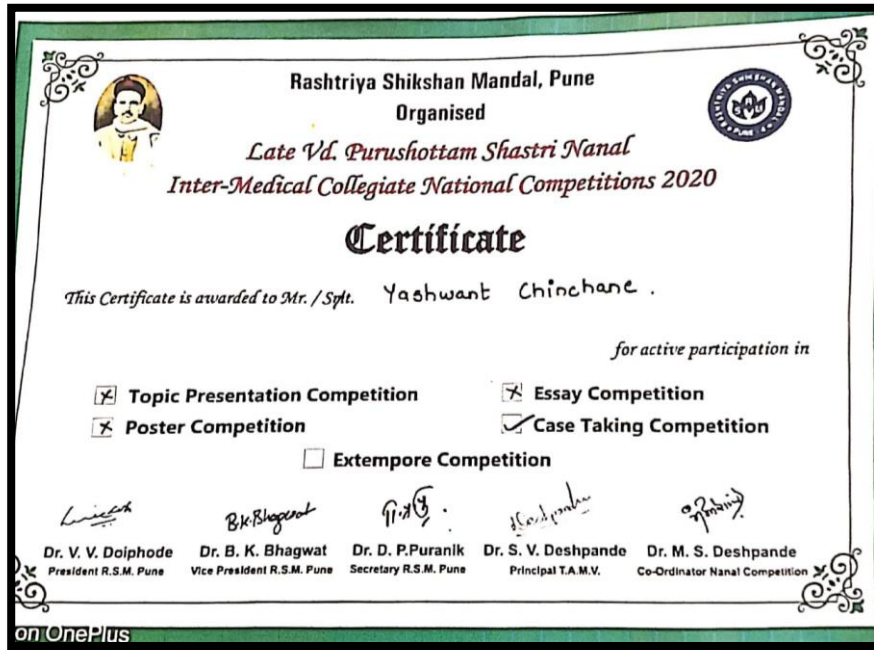 Rashtriya Shikshan Mandal, Pune
Organised
Late Vd. Purushottam Shastri Nanal
Inter-Medical Collegiate National Competitions 2020
Certificate
This Certificate is awarded to Mr. / Smt. Yashwant Chinchane.
for active participation in
Topic Presentation Competition
Essay Competition
Poster Competition
Case Taking Competition
Extempore Competition
B.K.Bhagwat
Dr. V. V. Doiphode Dr. B. K. Bhagwat Dr. D. P.Puranik Dr. S. V. Deshpande Dr. M. S. Deshpande
President R.S.M. Pune Vice President R.S.M. Pune Secretary R.S.M. Pune Principal T.A.M.V. Co-Ordinator Nanal Competition
on OnePlus